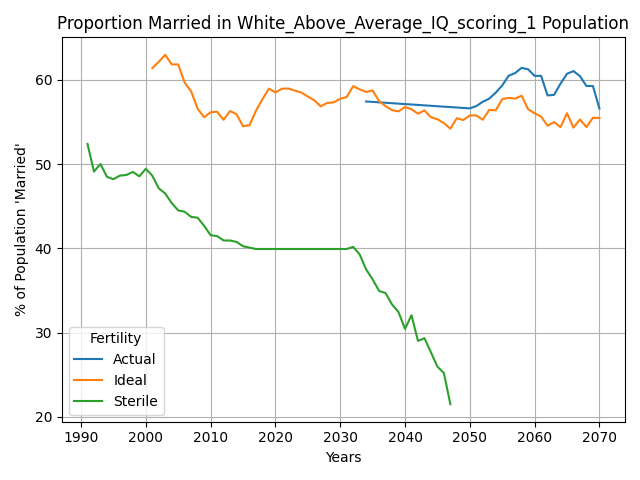 Proportion Married in White_Above_Average_IQ_scoring_1 Population
% of Population 'Married'
60
50
40
30
20
Fertility
Actual
Ideal
Sterile
1990 2000 2010 2020 2030 2040 2050 2060 2070
Years